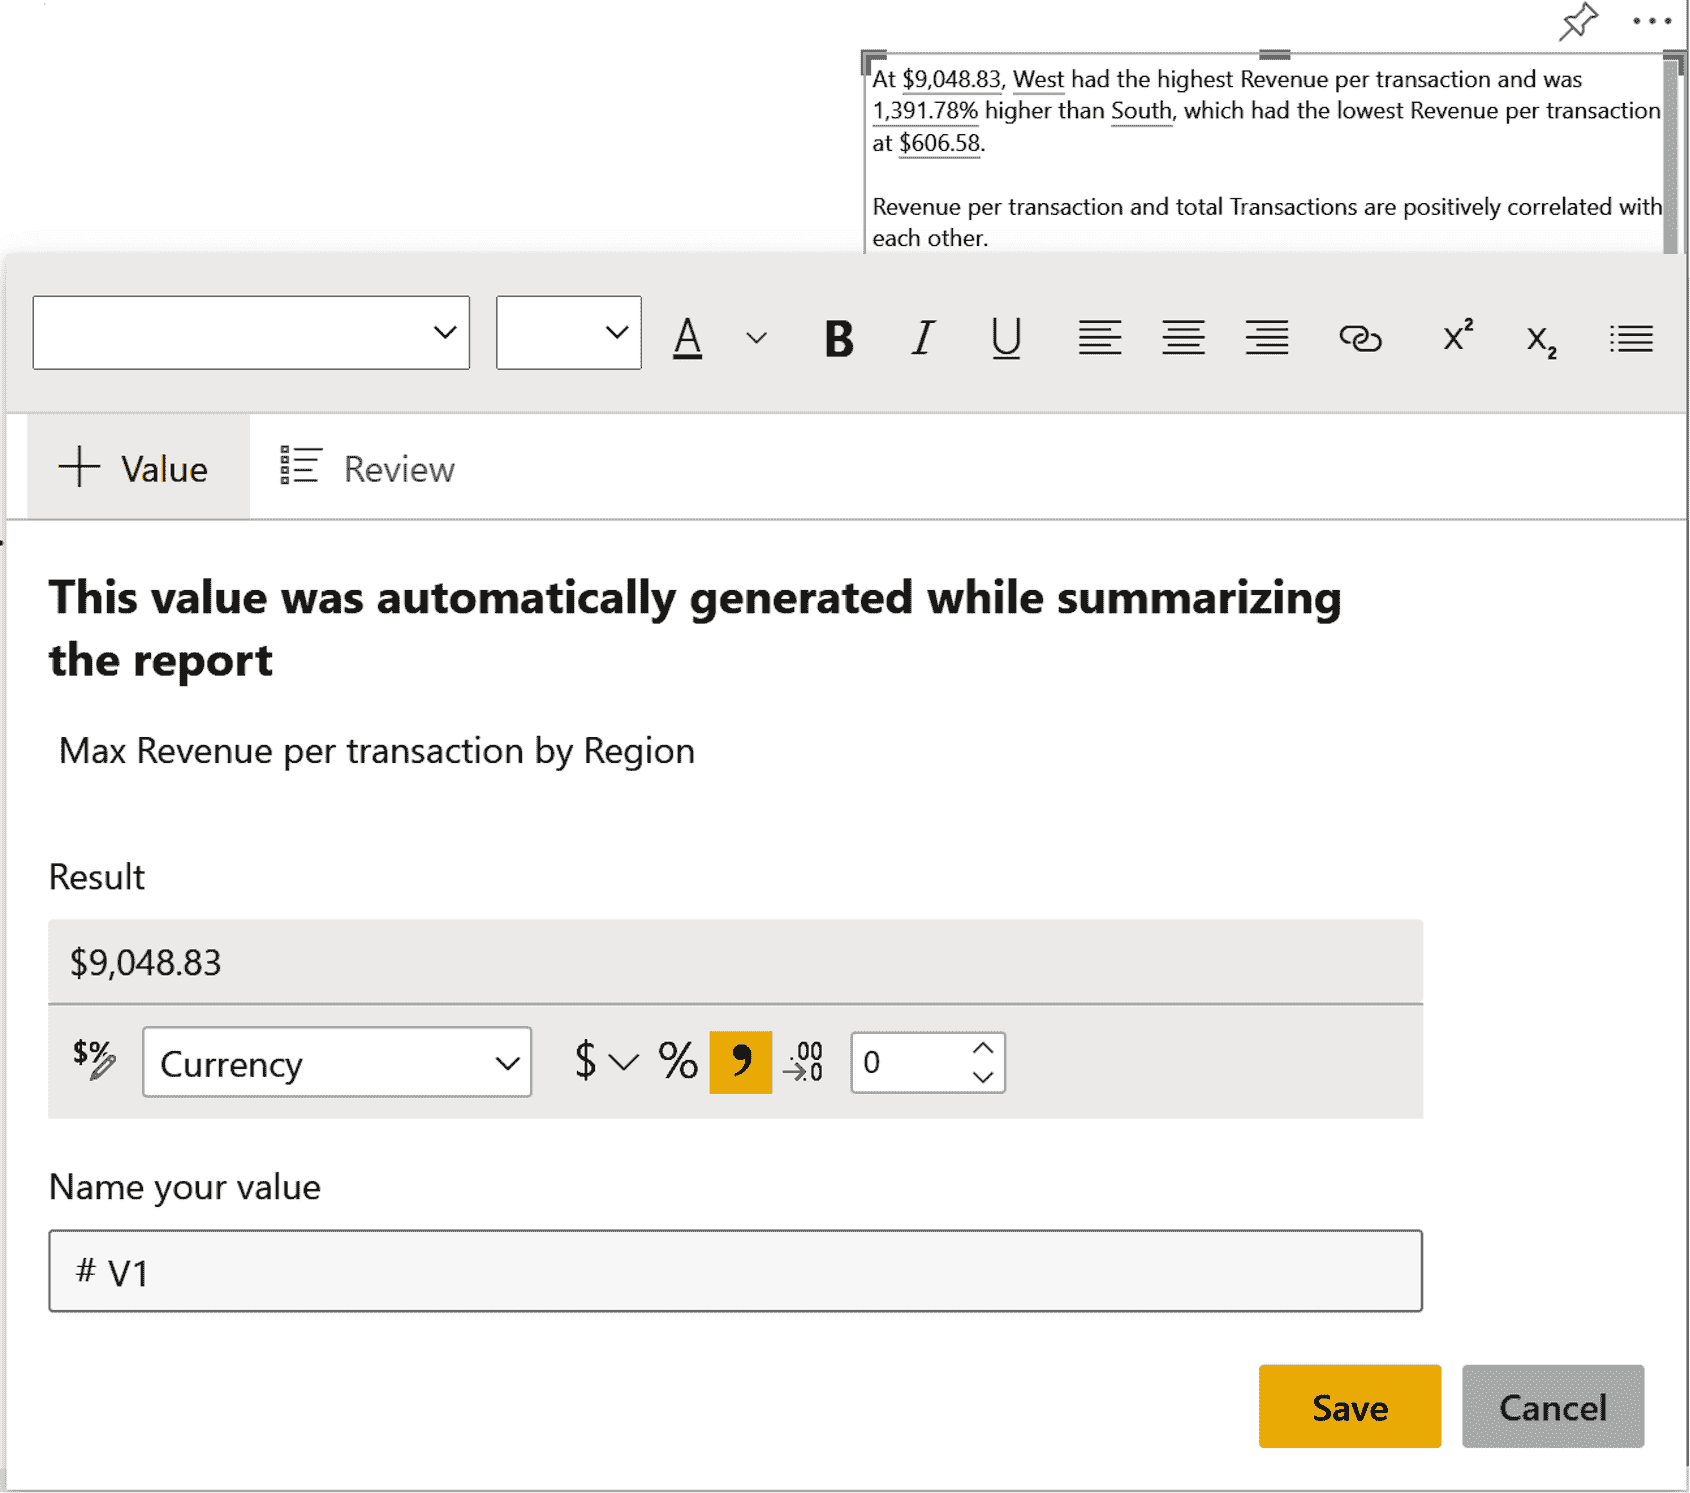 At $9,048.83, West had the highest Revenue per transaction and was
1,391.78% higher than South, which had the lowest Revenue per transaction
at $606.58.
Revenue per transaction and total Transactions are positively correlated with
each other.
A B I U x² x₂
+ Value Review
This value was automatically generated while summarizing
the report
Max Revenue per transaction by Region
Result
$9,048.83
$% Currency $ % , .00 .0 0
Name your value
# V1
Save Cancel